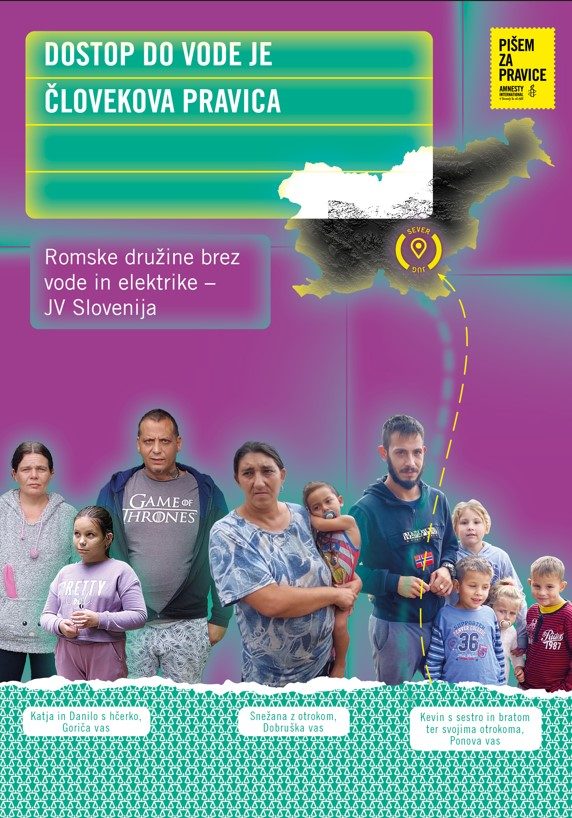 DOSTOP DO VODE JE
ČLOVEKOVA PRAVICA
PIŠEM
ZA
PRAVICE
AMNESTY
INTERNATIONAL
SEVER
JUG
Romske družine brez
vode in elektrike –
JV Slovenija
GAME OF
THRONES
PRETTY
36
1987
Katja in Danilo s hčerko,
Goriča vas
Snežana z otrokom,
Dobruška vas
Kevin s sestro in bratom
ter svojima otrokoma,
Ponova vas